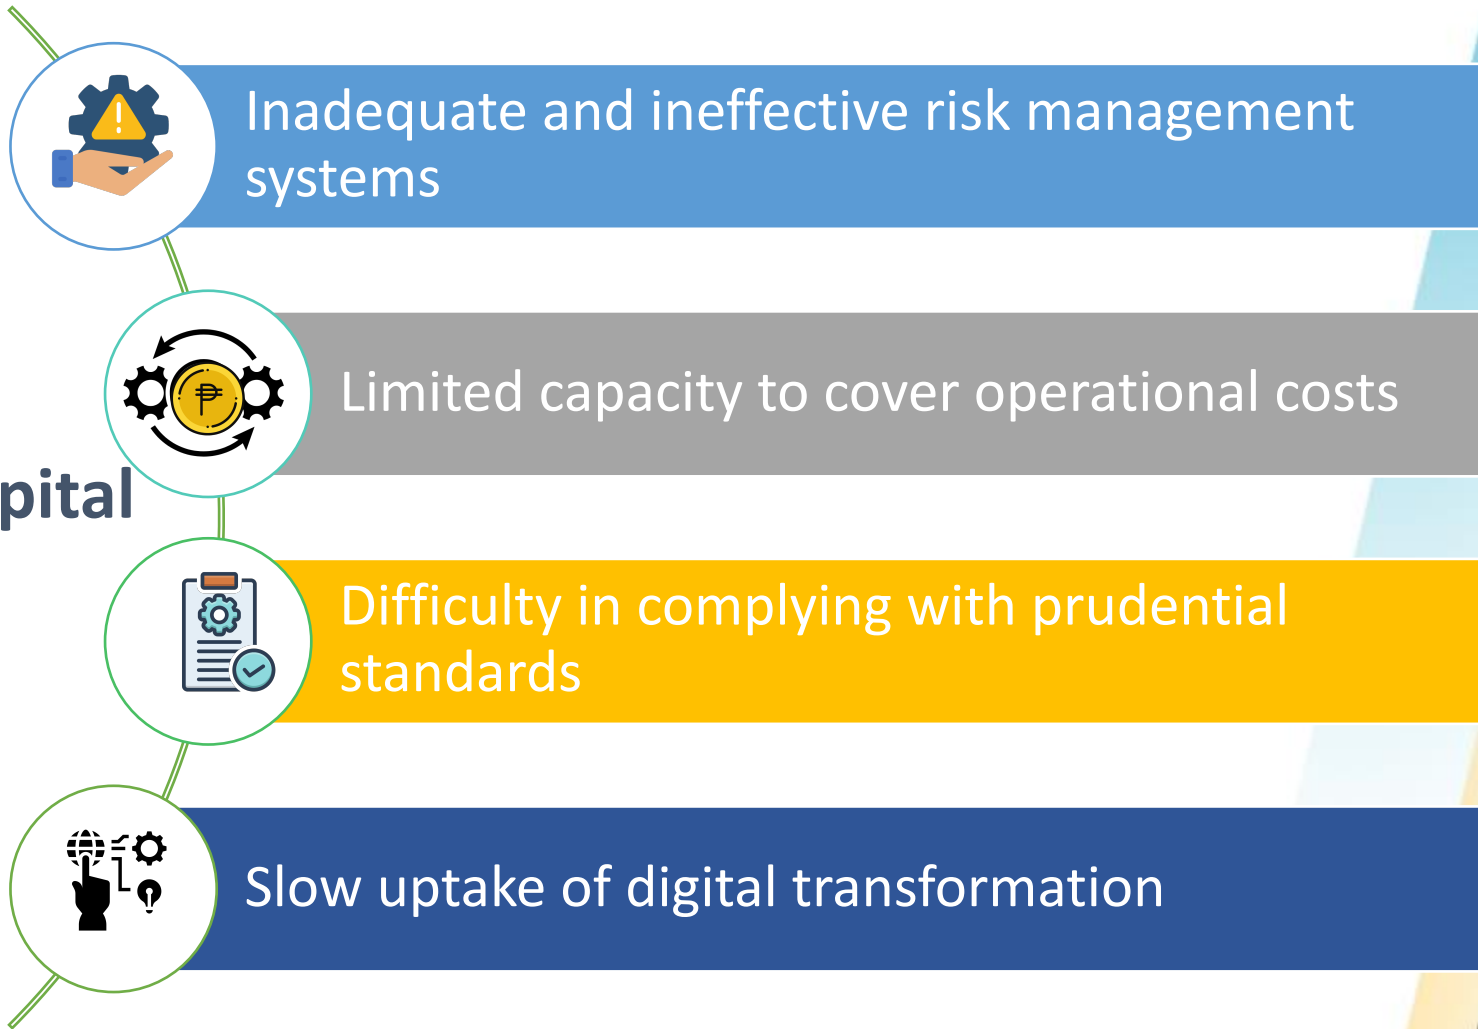 Inadequate and ineffective risk management
systems
Limited capacity to cover operational costs
pital
Difficulty in complying with prudential
standards
Slow uptake of digital transformation